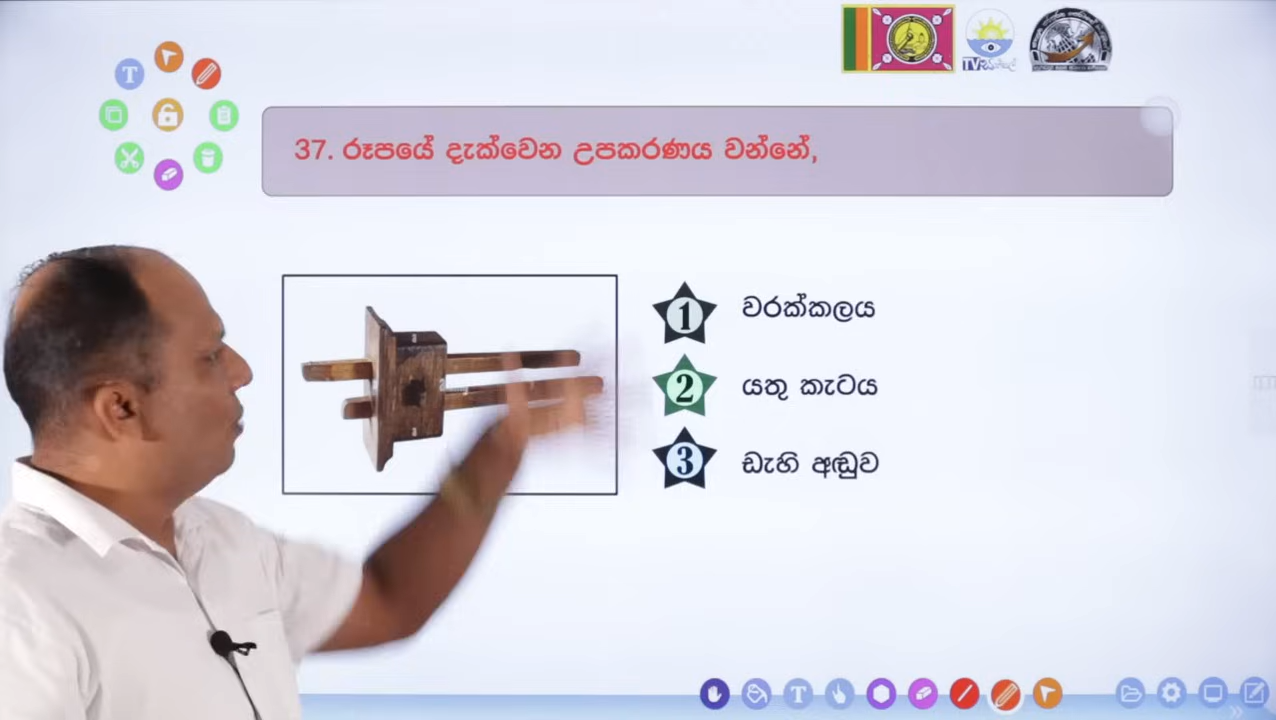 37. රූපයේ දැක්වෙන උපකරණය වන්නේ,
1 වරක්කලය
2 යතු කැටය
3 ඩැහි අඬුව